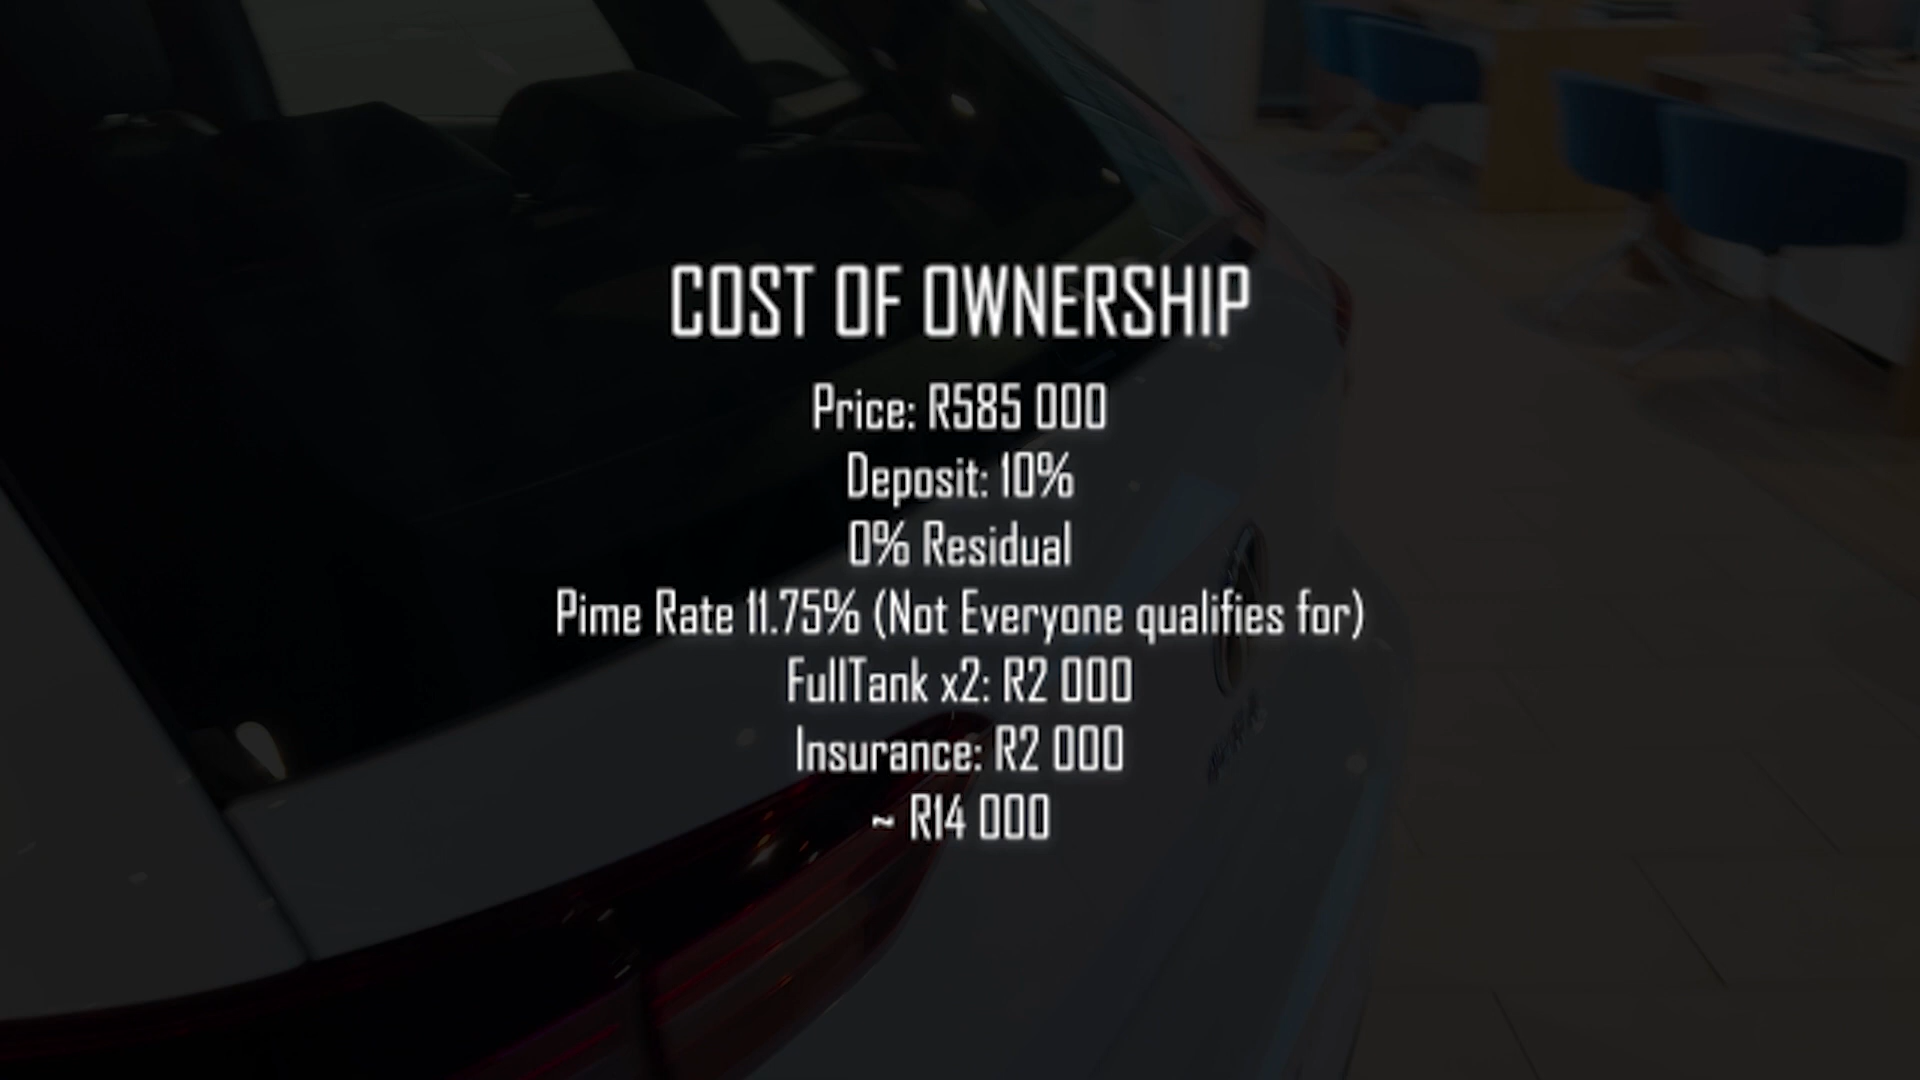 COST OF OWNERSHIP
Price: R585 000
Deposit: 10%
0% Residual
Pime Rate 11.75% (Not Everyone qualifies for)
FullTank x2: R2 000
Insurance: R2 000
~ R14 000